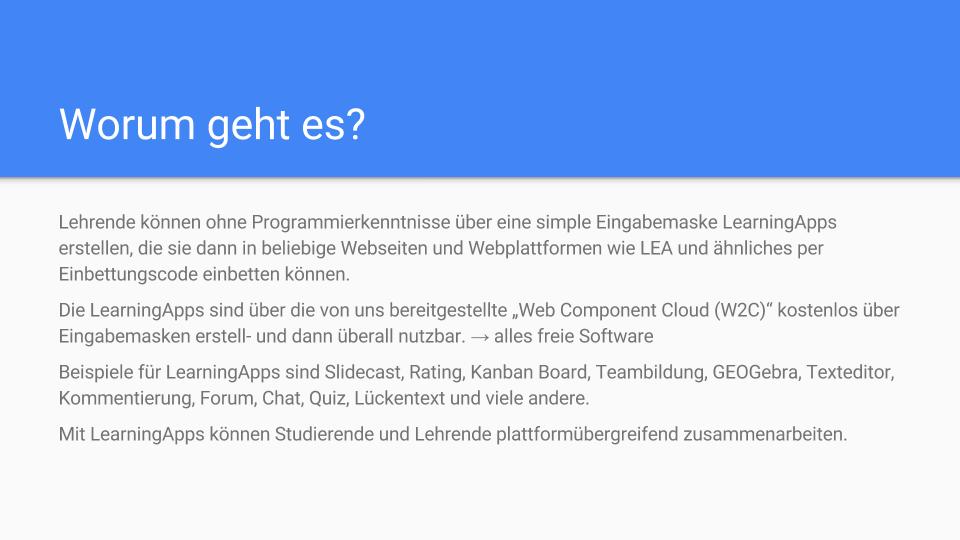 Worum geht es?
Lehrende können ohne Programmierkenntnisse über eine simple Eingabemaske LearningApps
erstellen, die sie dann in beliebige Webseiten und Webplattformen wie LEA und ähnliches per
Einbettungscode einbetten können.
Die LearningApps sind über die von uns bereitgestellte „Web Component Cloud (W2C)“ kostenlos über
Eingabemasken erstell- und dann überall nutzbar. → alles freie Software
Beispiele für LearningApps sind Slidecast, Rating, Kanban Board, Teambildung, GEOGebra, Texteditor,
Kommentierung, Forum, Chat, Quiz, Lückentext und viele andere.
Mit LearningApps können Studierende und Lehrende plattformübergreifend zusammenarbeiten.